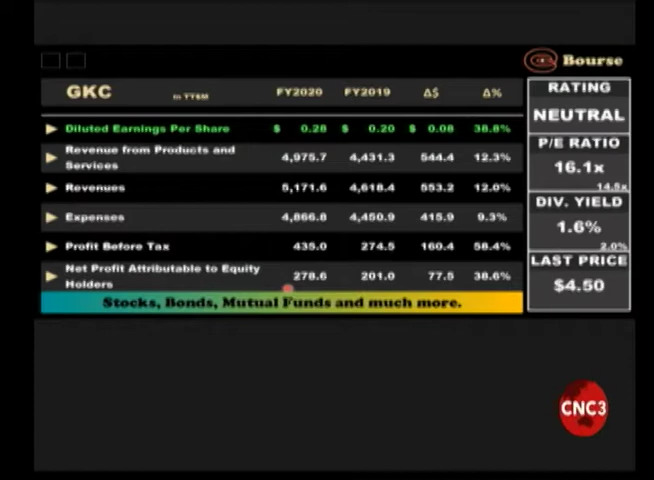 Bourse
GKC In TT$M FY2020 FY2019 Δ$ Δ%
Diluted Earnings Per Share $ 0.28 $ 0.20 $ 0.08 38.8%
Revenue from Products and
Services 4,975.7 4,431.3 544.4 12.3%
Revenues 5,171.6 4,618.4 553.2 12.0%
Expenses 4,866.8 4,450.9 415.9 9.3%
Profit Before Tax 435.0 274.5 160.4 58.4%
Net Profit Attributable to Equity
Holders 278.6 201.0 77.5 38.6%
Stocks, Bonds, Mutual Funds and much more.
RATING
NEUTRAL
P/E RATIO
16.1x
14.5x
DIV. YIELD
1.6%
2.0%
LAST PRICE
$4.50
CNC3